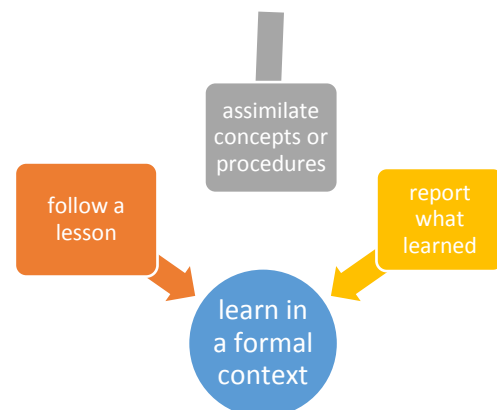 assimilate
concepts or
procedures
follow a
lesson
report
what
learned
learn in
a formal
context